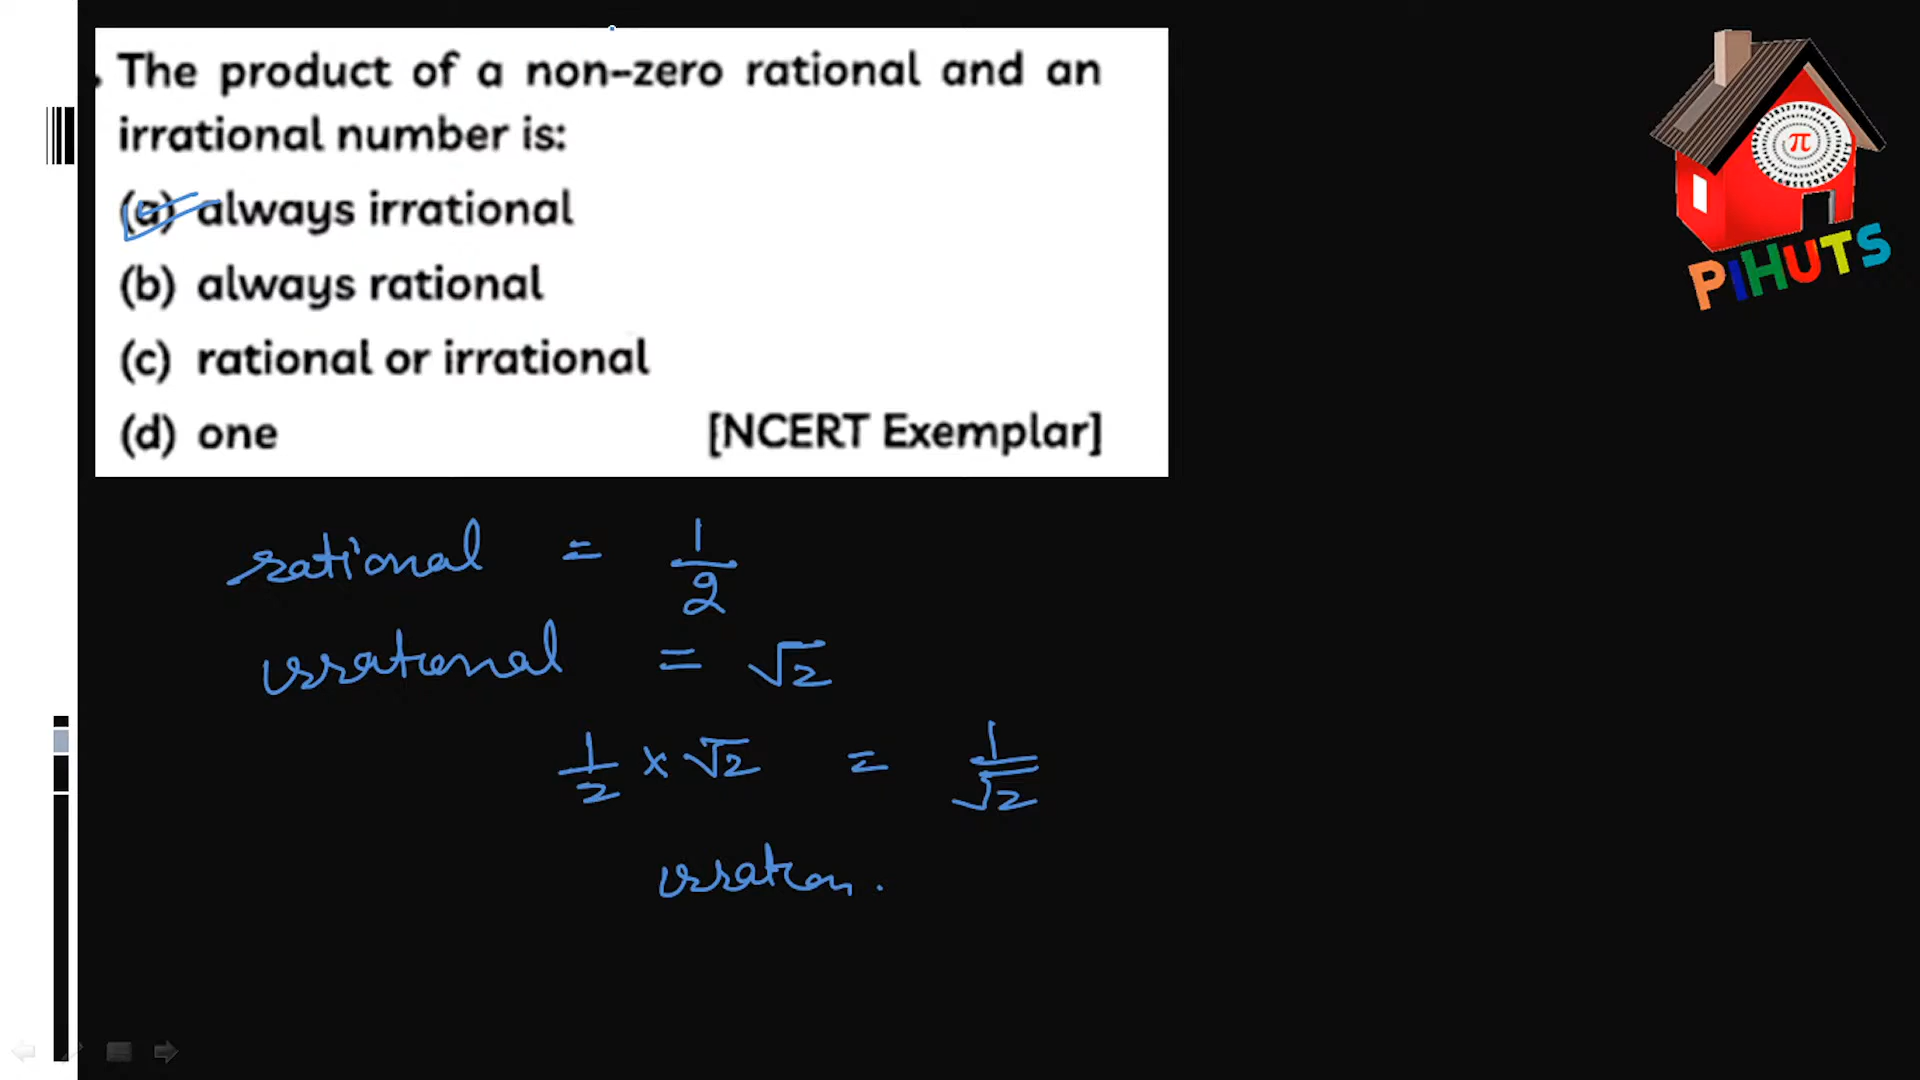 The product of a non-zero rational and an
irrational number is:
(a) always irrational
(b) always rational
(c) rational or irrational
(d) one [NCERT Exemplar]
rational = 1/2
irrational = √2
1/2 × √2 = 1/√2
irration.
π
PIHUTS